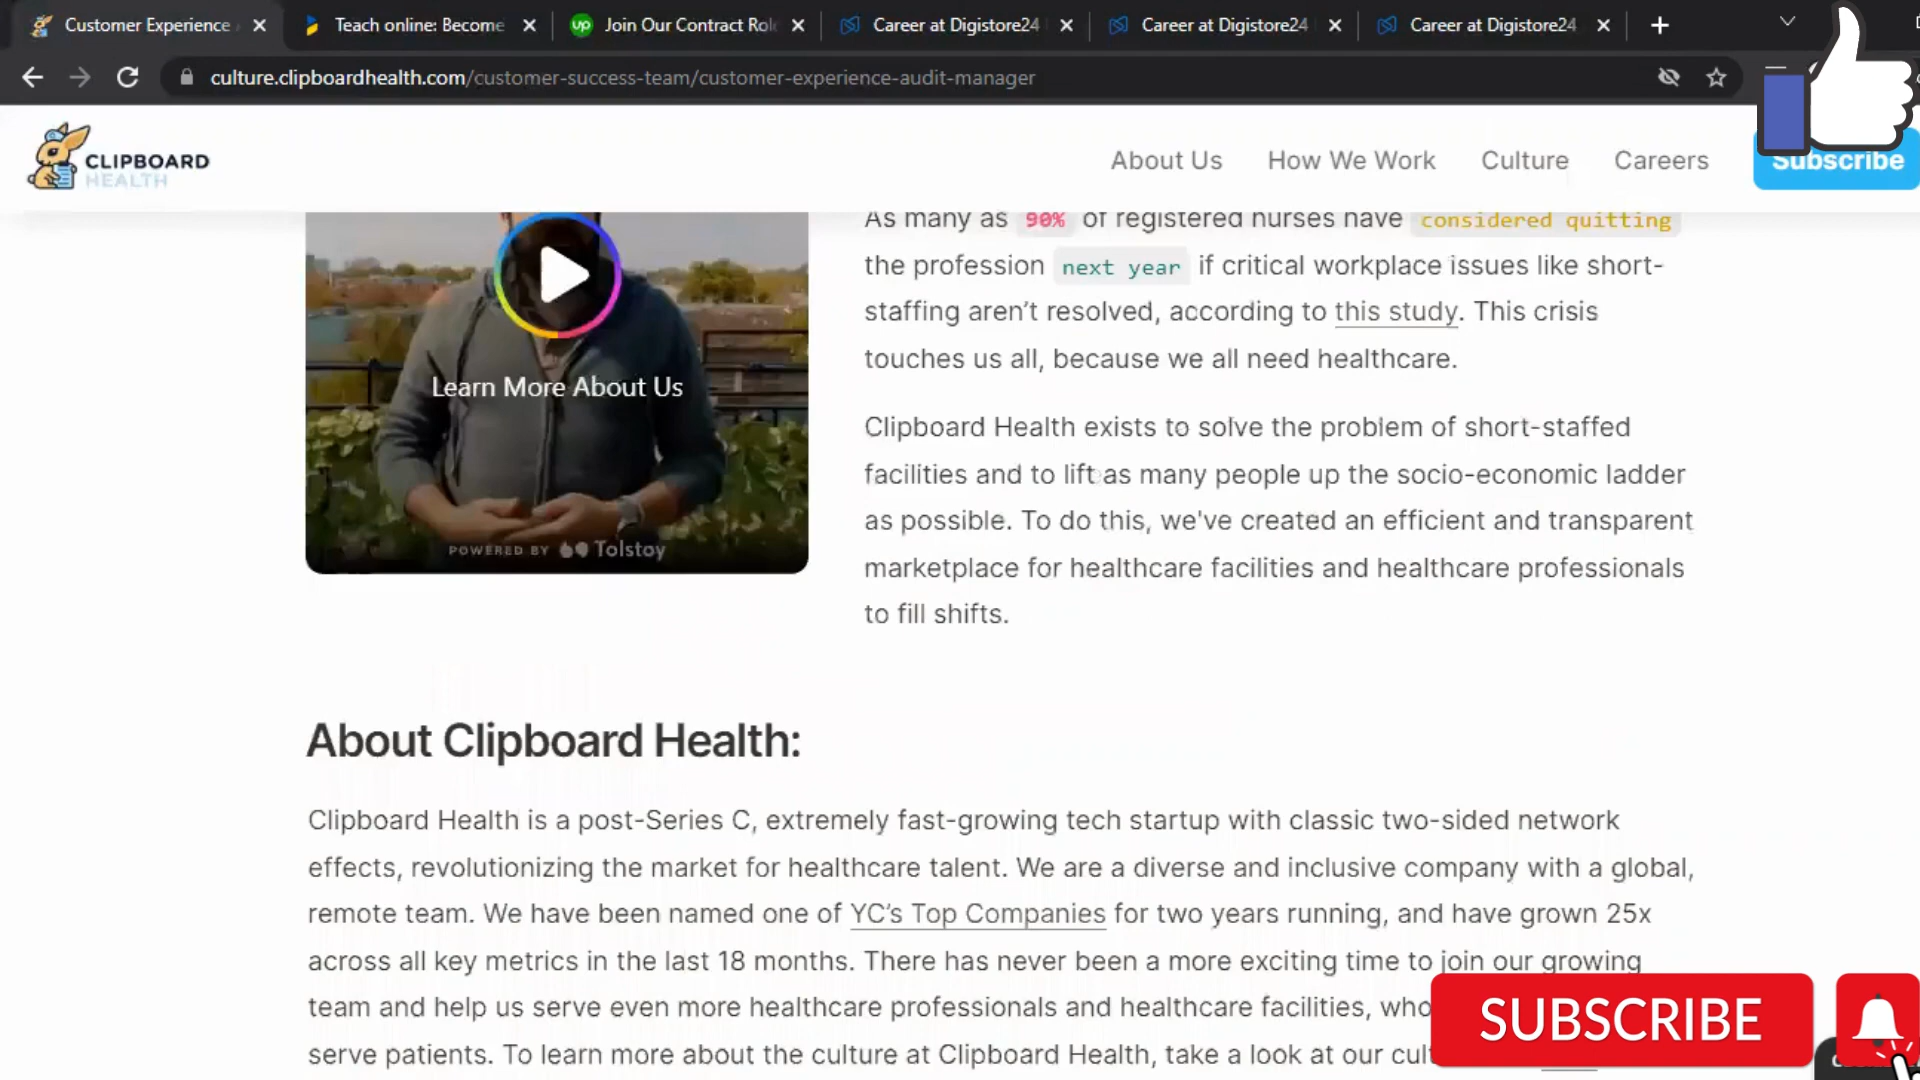 Customer Experience
Teach online: Become
up
Join Our Contract Rol
Career at Digistore24
Career at Digistore24
Career at Digistore24
culture.clipboardhealth.com/customer-success-team/customer-experience-audit-manager
CLIPBOARD
HEALTH
About Us
How We Work
Culture
Careers
Subscribe
As many as 90% of registered nurses have considered quitting
the profession next year if critical workplace issues like short-
staffing aren’t resolved, according to this study. This crisis
touches us all, because we all need healthcare.
Learn More About Us
POWERED BY Tolstoy
Clipboard Health exists to solve the problem of short-staffed
facilities and to lift as many people up the socio-economic ladder
as possible. To do this, we've created an efficient and transparent
marketplace for healthcare facilities and healthcare professionals
to fill shifts.
About Clipboard Health:
Clipboard Health is a post-Series C, extremely fast-growing tech startup with classic two-sided network
effects, revolutionizing the market for healthcare talent. We are a diverse and inclusive company with a global,
remote team. We have been named one of YC’s Top Companies for two years running, and have grown 25x
across all key metrics in the last 18 months. There has never been a more exciting time to join our growing
team and help us serve even more healthcare professionals and healthcare facilities, who
serve patients. To learn more about the culture at Clipboard Health, take a look at our cul
SUBSCRIBE